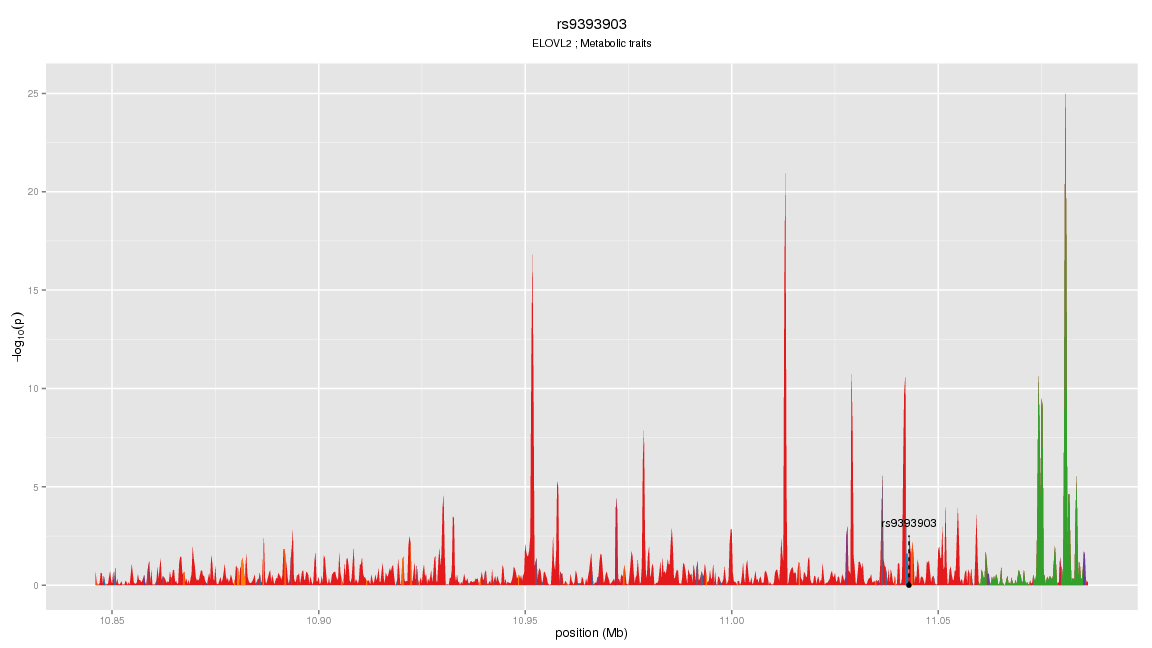 rs9393903
ELOVL2 ; Metabolic traits
25
20
15
10
5
0
−log10(p)
rs9393903
10.85
10.90
10.95
11.00
11.05
position (Mb)